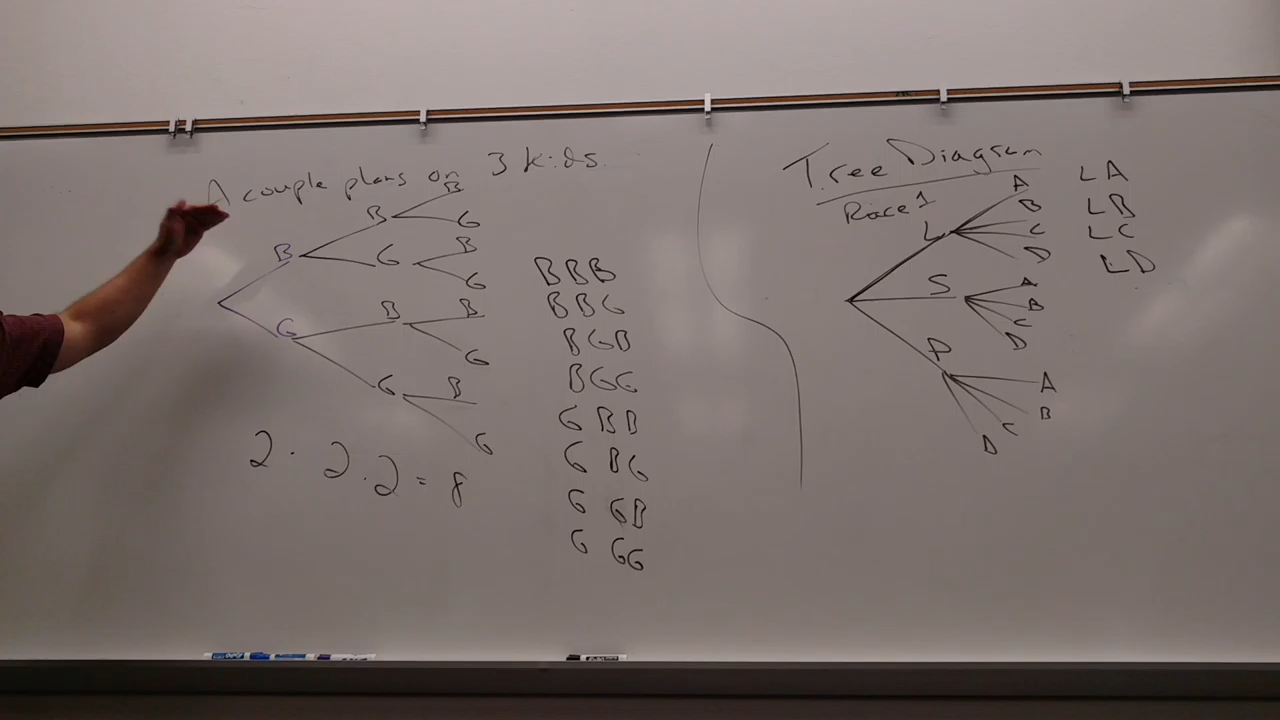 A couple plans on 3 kids.
B
B
G
B
G
B
G
B
B
G
G
B
G
2 · 2 · 2 = 8
BBB
BBG
BGB
BGG
GBB
GBG
GGB
GGG
Tree Diagram
Race 1
L
A
B
C
D
S
A
B
C
D
P
A
B
C
D
LA
LB
LC
LD